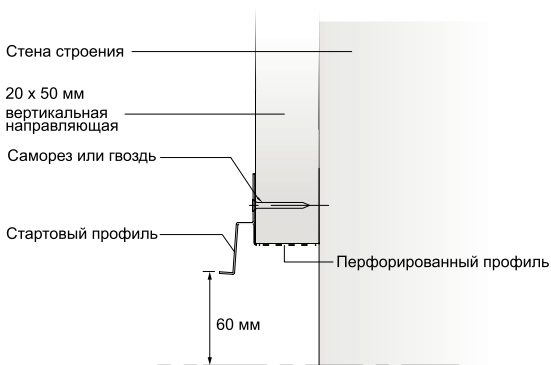 Стена строения
20 x 50 мм
вертикальная
направляющая
Саморез или гвоздь
Стартовый профиль
Перфорированный профиль
60 мм